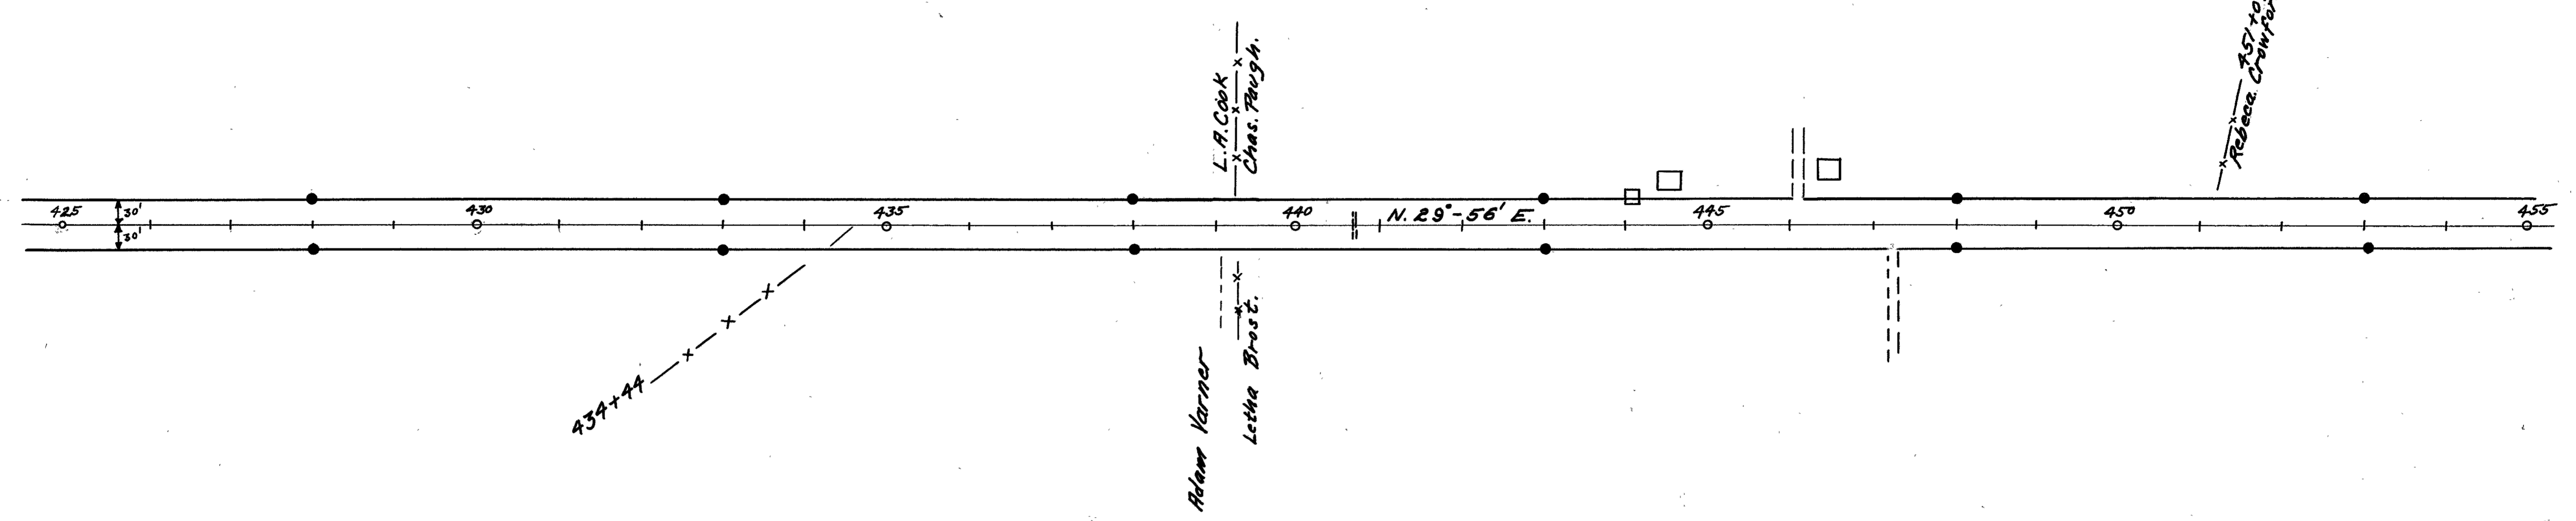 451+0
Rebeca Crowfor
L.A. Cook
Chas. Paugh.
425
30'
430
435
440
N. 29°-56' E.
445
450
455
30'
434+44
Adam Varner
Letha Brost.